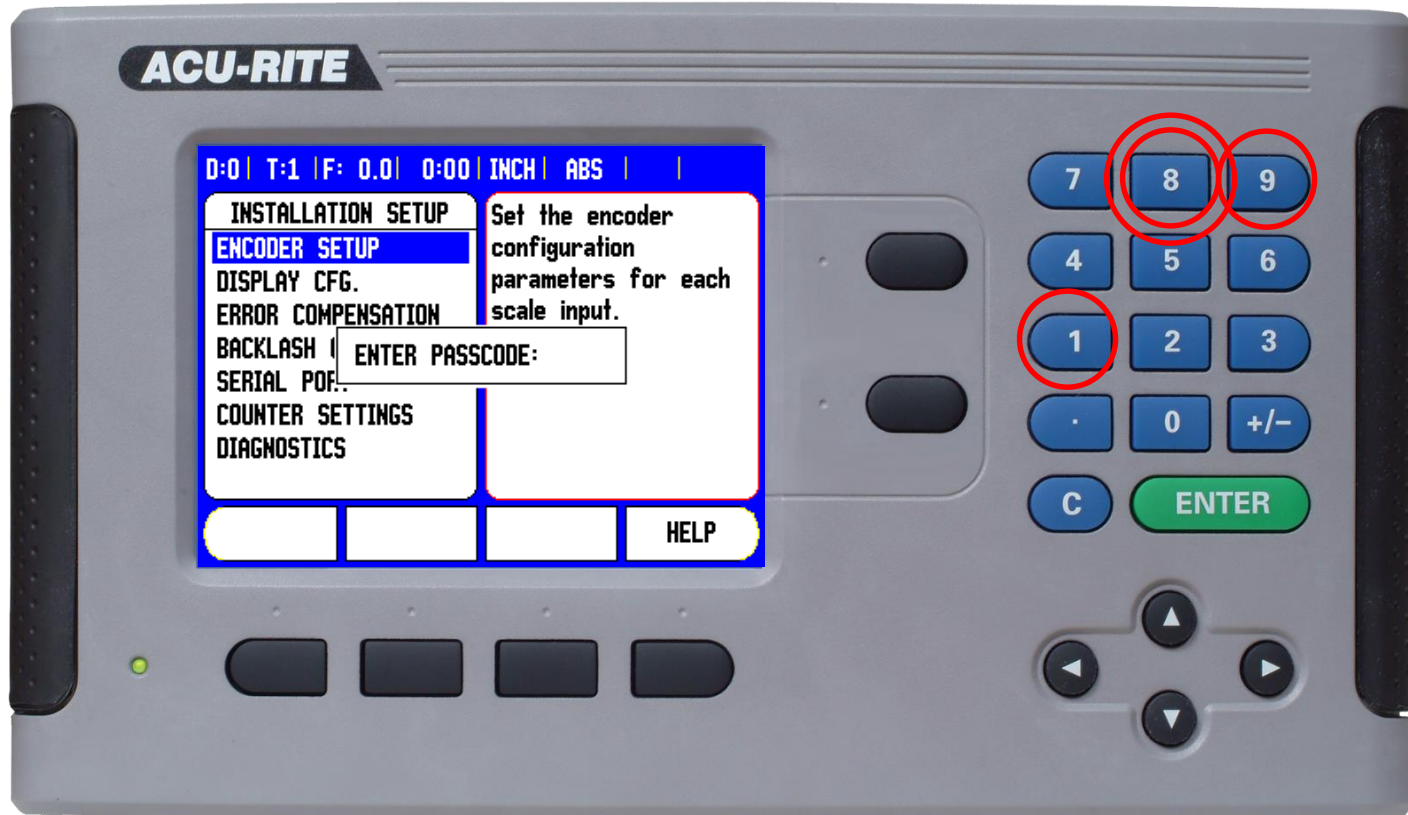 ACU-RITE
D:0 | T:1 | F: 0.0 | 0:00 | INCH | ABS | |
INSTALLATION SETUP
ENCODER SETUP
DISPLAY CFG.
ERROR COMPENSATION
BACKLASH
SERIAL
COUNTER SETTINGS
DIAGNOSTICS
Set the encoder
configuration
parameters for each
scale input.
ENTER PASSCODE:
HELP
7 8 9
4 5 6
1 2 3
. 0 +/-
C ENTER